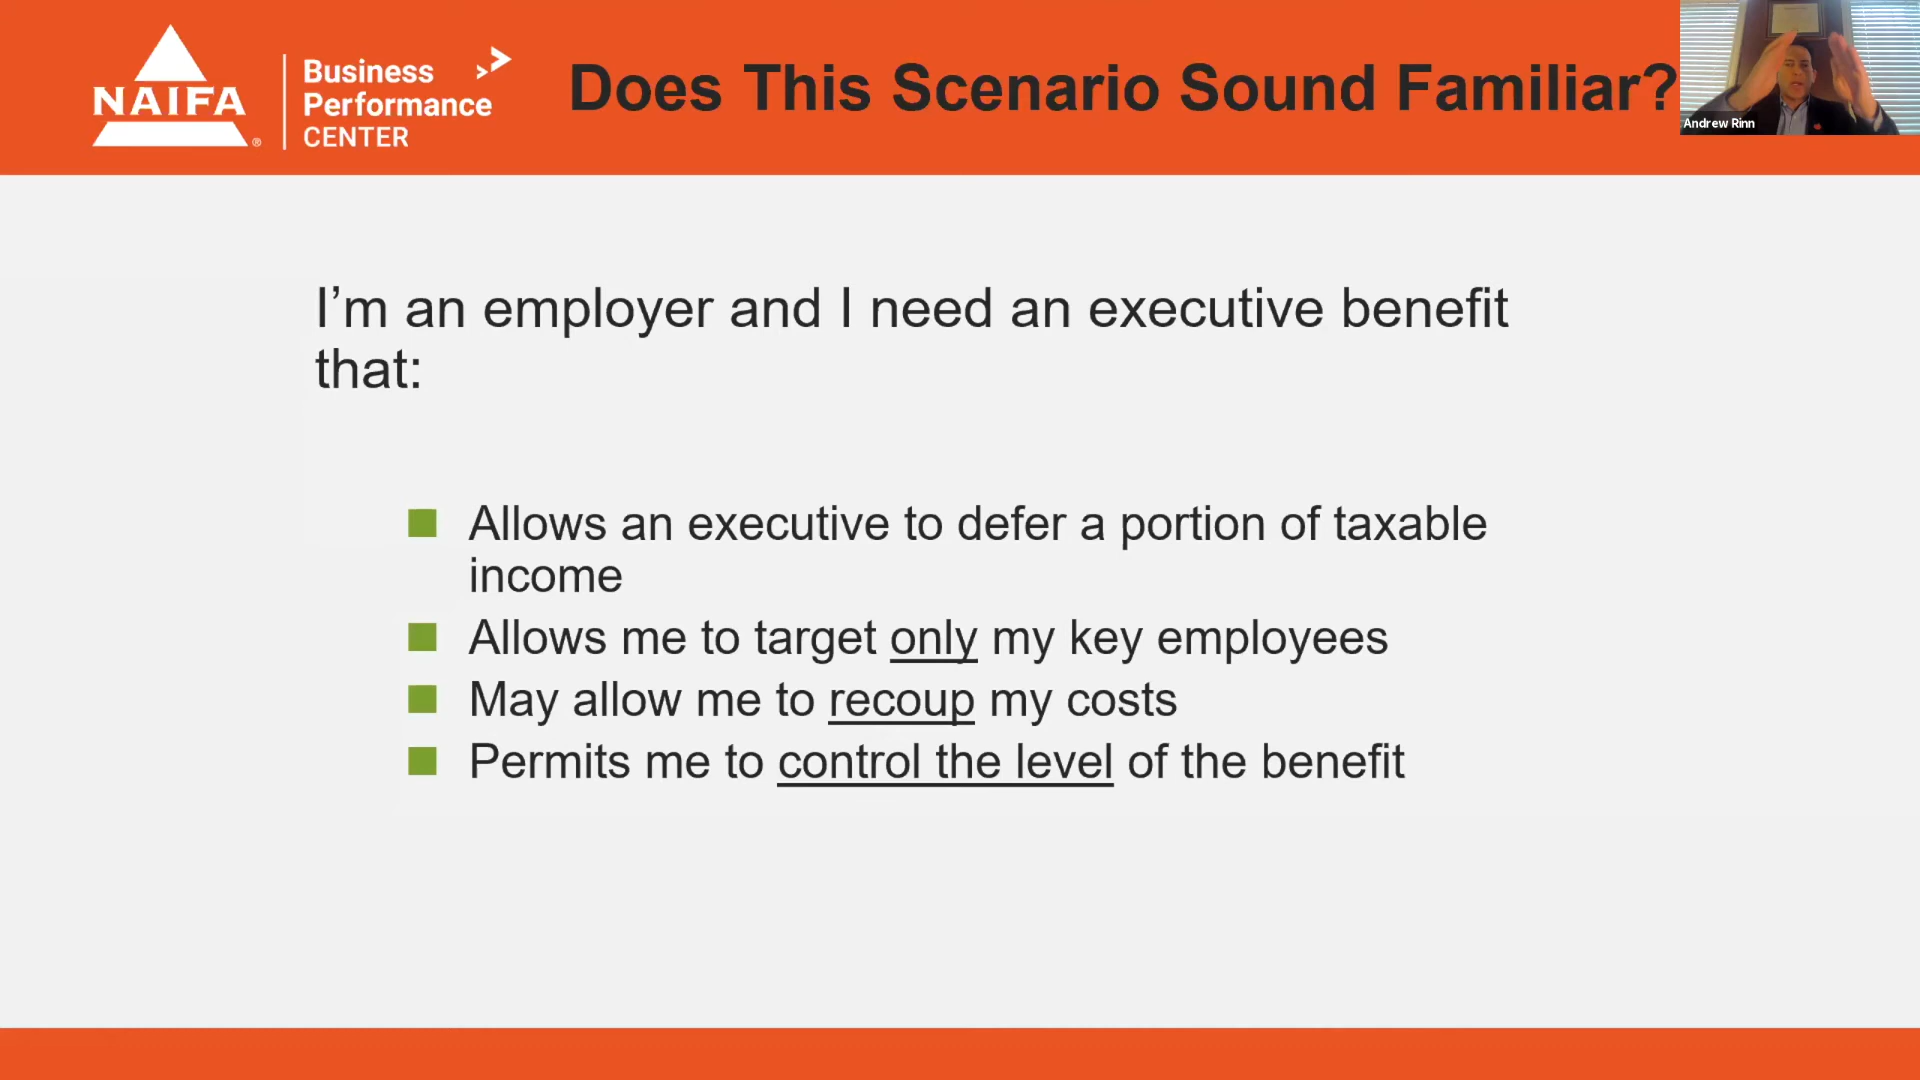 NAIFA®
Business
Performance
CENTER
Does This Scenario Sound Familiar?
Andrew Rinn
I’m an employer and I need an executive benefit
that:
Allows an executive to defer a portion of taxable
income
Allows me to target only my key employees
May allow me to recoup my costs
Permits me to control the level of the benefit